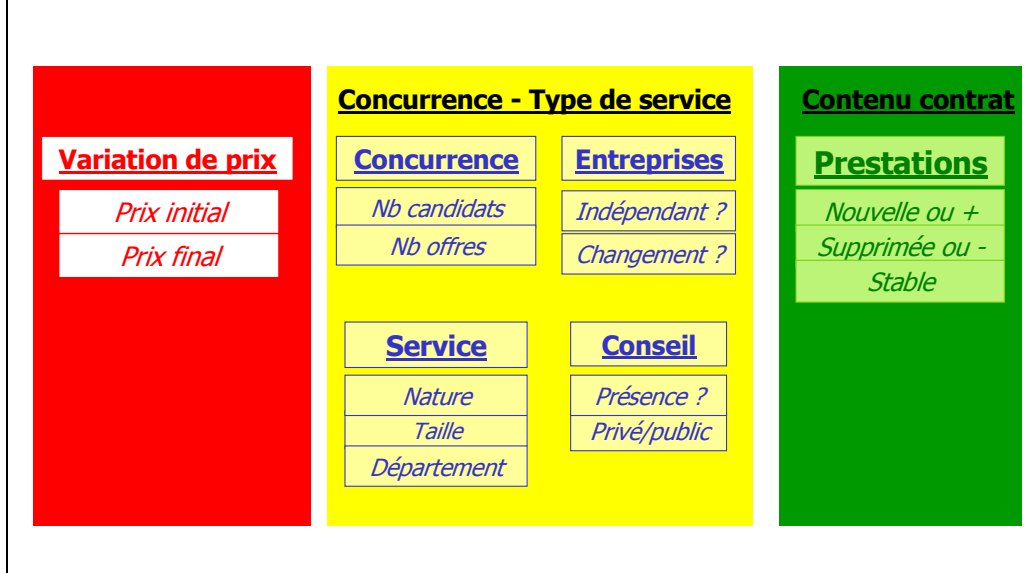 Variation de prix
Prix initial
Prix final
Concurrence - Type de service
Concurrence
Nb candidats
Nb offres
Entreprises
Indépendant ?
Changement ?
Service
Nature
Taille
Département
Conseil
Présence ?
Privé/public
Contenu contrat
Prestations
Nouvelle ou +
Supprimée ou -
Stable